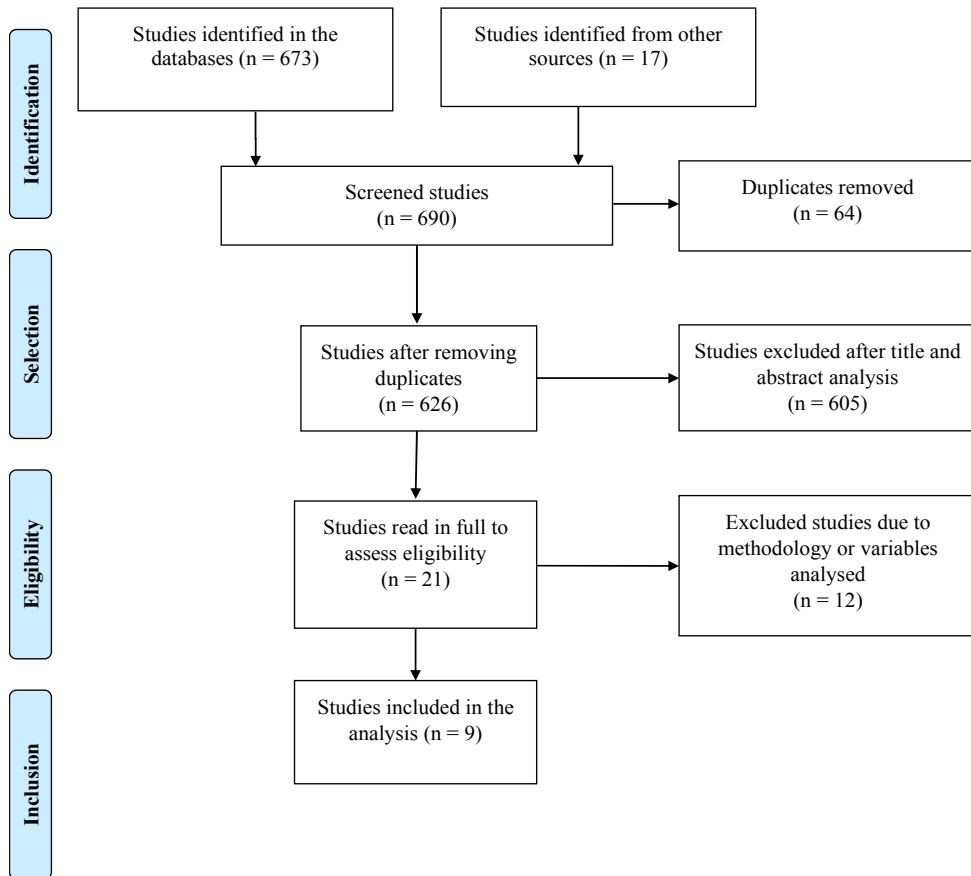 Studies identified in the
databases (n = 673)
Studies identified from other
sources (n = 17)
Identification
Screened studies
(n = 690)
Duplicates removed
(n = 64)
Selection
Studies after removing
duplicates
(n = 626)
Studies excluded after title and
abstract analysis
(n = 605)
Eligibility
Studies read in full to
assess eligibility
(n = 21)
Excluded studies due to
methodology or variables
analysed
(n = 12)
Inclusion
Studies included in the
analysis (n = 9)